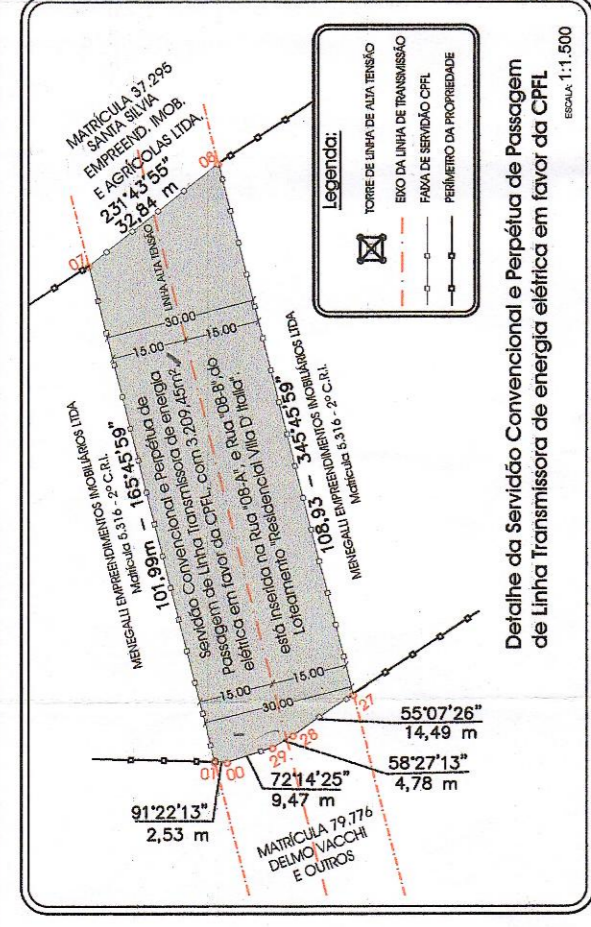 MATRÍCULA 37.295
SANTA SILVIA
EMPREEND. IMOB.
E AGRÍCOLAS LTDA.
231°43'55"
32,84 m
07
08
LINHA ALTA TENSÃO
30.00
15.00
15.00
MENEGALLI EMPREENDIMENTOS IMOBILIÁRIOS LTDA
Matrícula 5.316 - 2º C.R.I.
101,99m - 165°45'59"
Servidão Convencional e Perpétua de
Passagem de Linha Transmissora de energia
elétrica em favor da CPFL, com 3.209,45m²
está inserida na Rua "08-A", e Rua "08-B", do
Loteamento "Residencial Villa D' Italia".
108,93 - 345°45'59"
MENEGALLI EMPREENDIMENTOS IMOBILIÁRIOS LTDA
Matrícula 5.316 - 2º C.R.I.
15.00
15.00
30.00
01
00
29
28
27
91°22'13"
2,53 m
72°14'25"
9,47 m
58°27'13"
4,78 m
55°07'26"
14,49 m
MATRÍCULA 79.776
DELMO VACCHI
E OUTROS
Legenda:
TORRE DE LINHA DE ALTA TENSÃO
EIXO DA LINHA DE TRANSMISSÃO
FAIXA DE SERVIDÃO CPFL
PERÍMETRO DA PROPRIEDADE
Detalhe da Servidão Convencional e Perpétua de Passagem
de Linha Transmissora de energia elétrica em favor da CPFL
ESCALA: 1:1.500